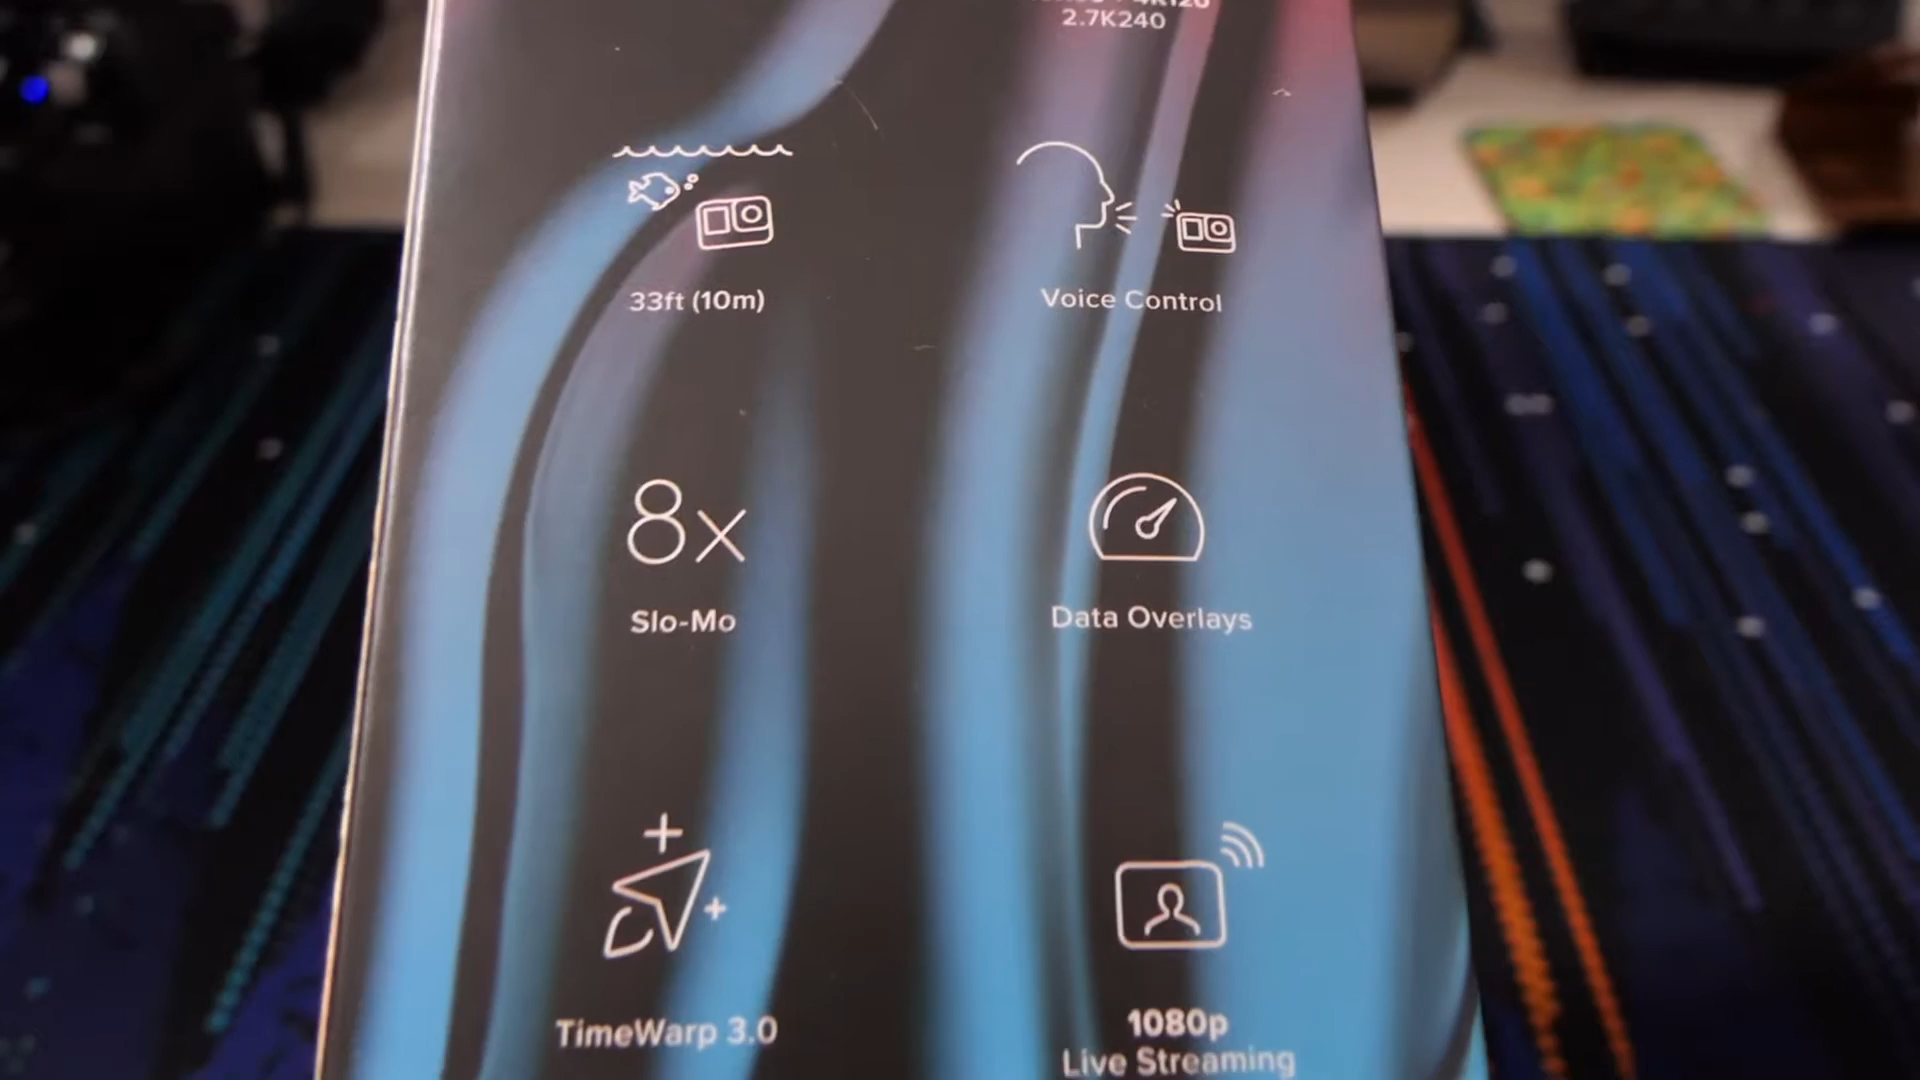 2.7K240
33ft (10m)
Voice Control
8x
Slo-Mo
Data Overlays
TimeWarp 3.0
1080p
Live Streaming